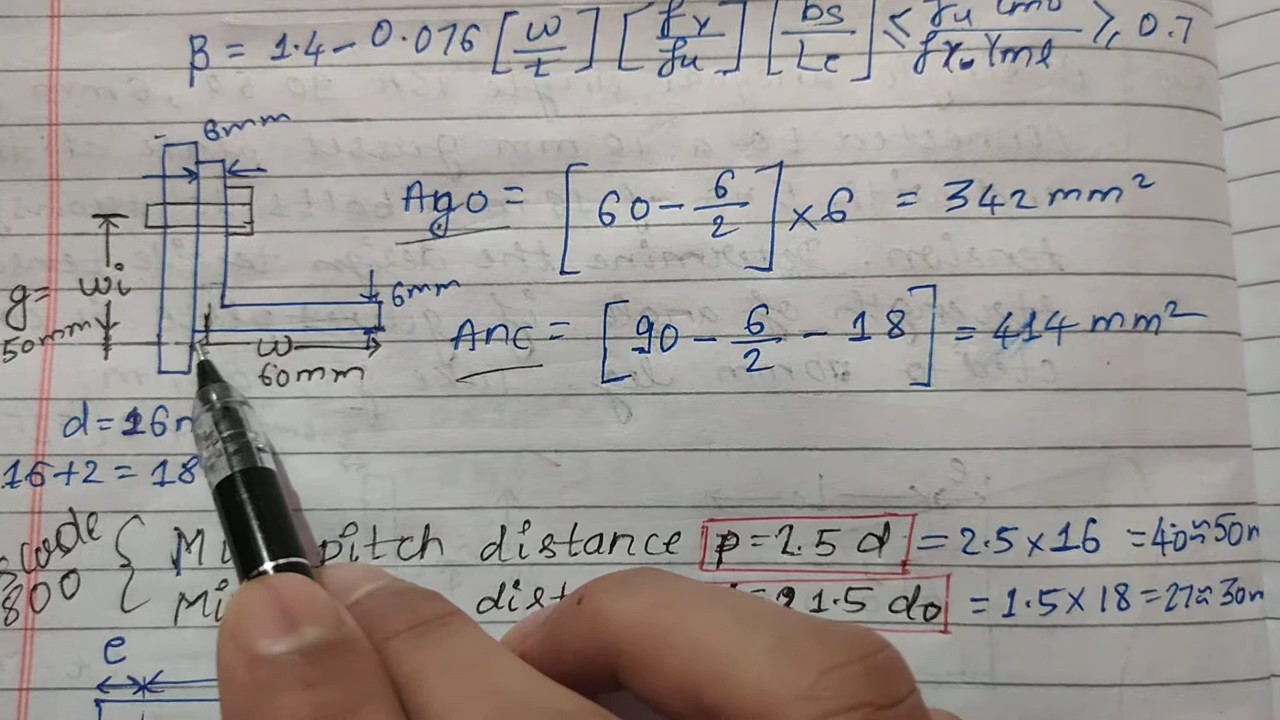 β = 1.4 - 0.076 [w/t] [fy/fu] [bs/Lc] ≤ fu γm0 / fy γml ≥ 0.7
6mm
Ago = [60 - 6/2] × 6 = 342 mm²
g = wi
50mm
6mm
Anc = [90 - 6/2 - 18] = 414 mm²
w
60mm
d = 16
16+2 = 18
code { pitch distance p = 2.5 d = 2.5 × 16 = 40 ≈ 50
800 { 1.5 do = 1.5 × 18 = 27 ≈ 30
e